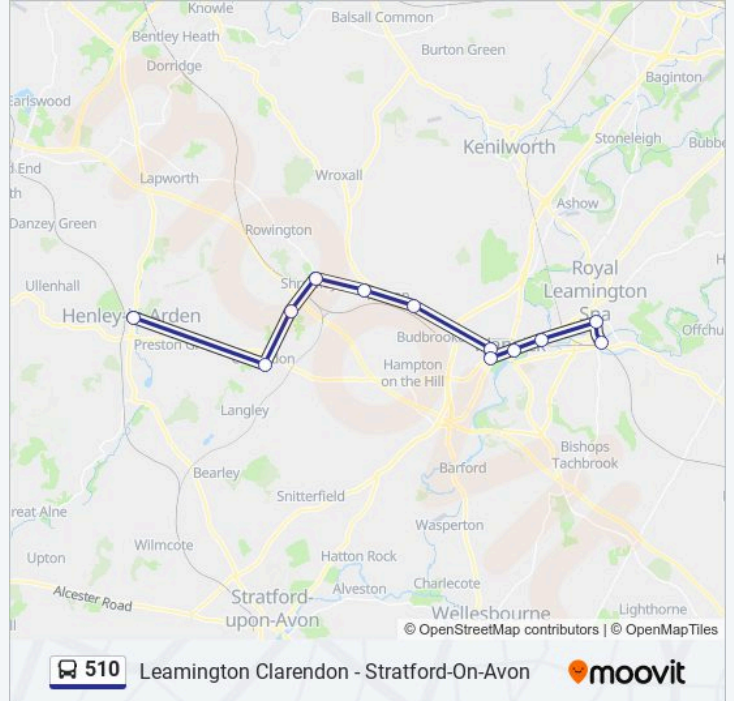 Knowle
Balsall Common
Bentley Heath
Burton Green
Dorridge
Baginton
Earlswood
Stoneleigh
Kenilworth
Lapworth
Wroxall
Ashow
Danzey Green
Rowington
Ullenhall
Royal
Leamington
Spa
Henley-
Arden
Budbrook
Hampton
on the Hill
Langley
Bishops
Tachbrook
Bearley
Barford
Snitterfield
Wasperton
Wilmcote
Hatton Rock
Upton
Charlecote
Alveston
Alcester Road
Stratford-
upon-Avon
Wellesbourne
Lighthorne
© OpenStreetMap contributors | © OpenMapTiles
510 Leamington Clarendon - Stratford-On-Avon moovit